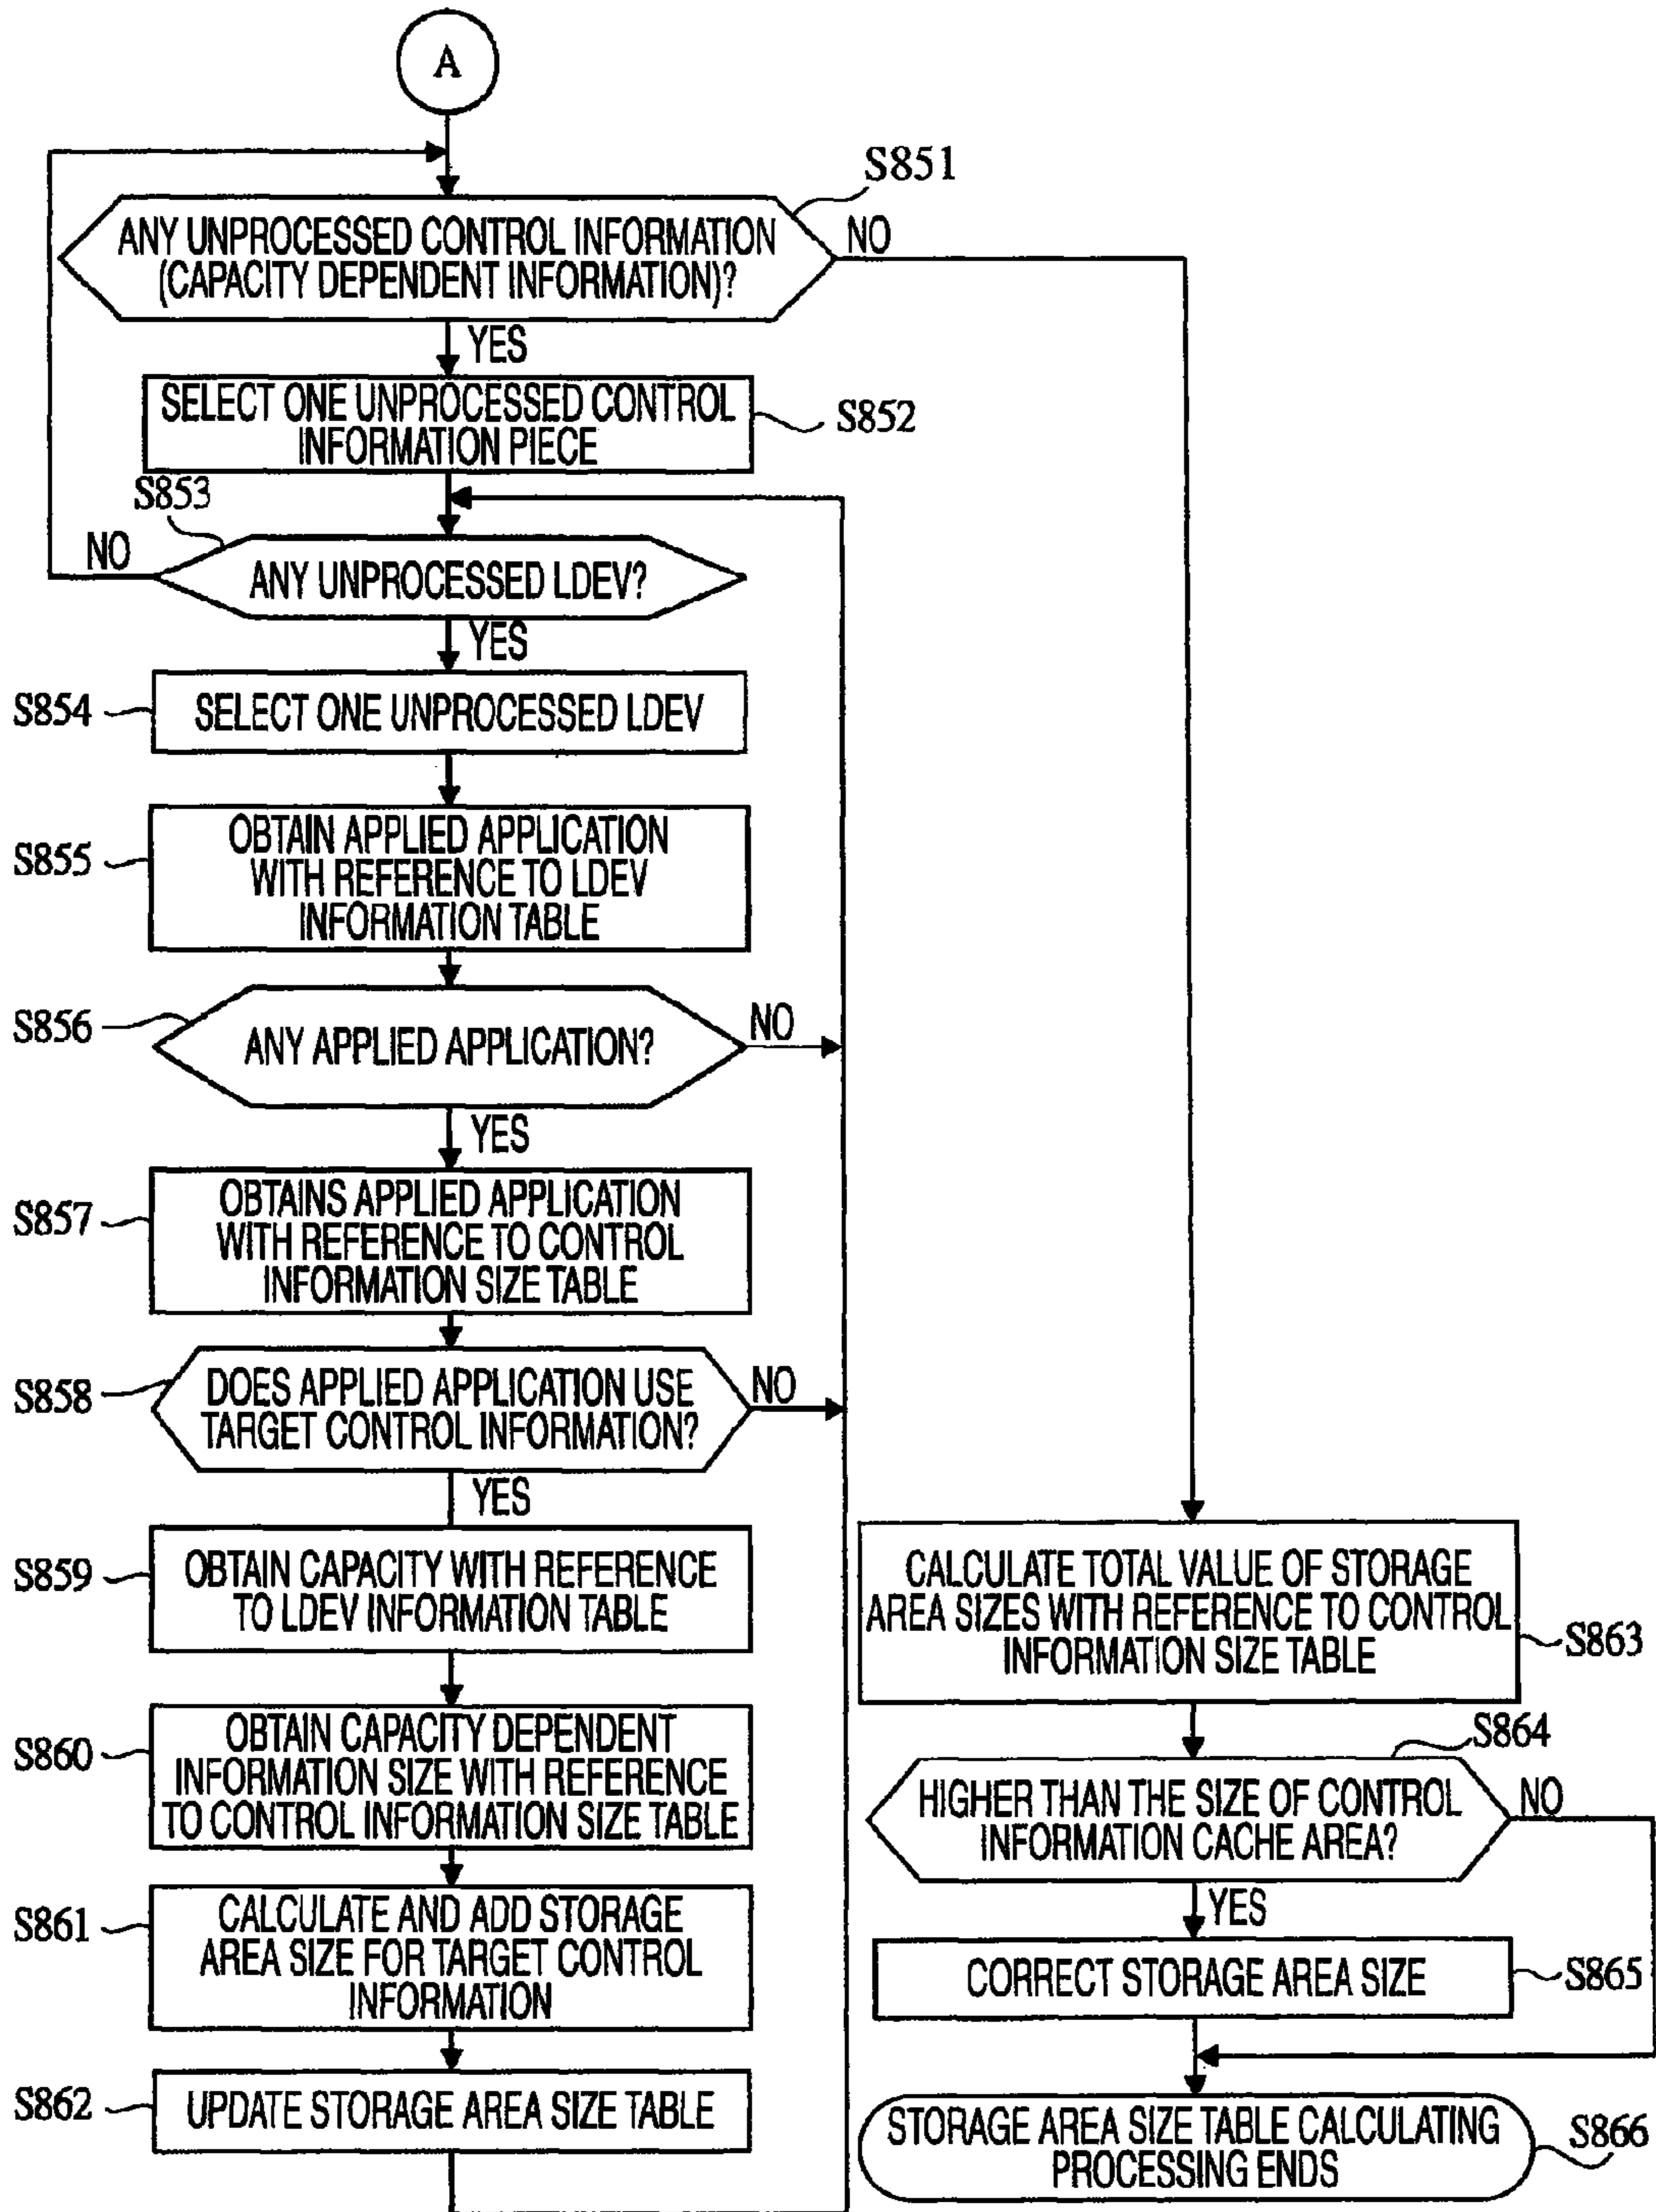 A
S851
ANY UNPROCESSED CONTROL INFORMATION
(CAPACITY DEPENDENT INFORMATION)?
NO
YES
SELECT ONE UNPROCESSED CONTROL
INFORMATION PIECE
S852
S853
NO
ANY UNPROCESSED LDEV?
YES
S854
SELECT ONE UNPROCESSED LDEV
S855
OBTAIN APPLIED APPLICATION
WITH REFERENCE TO LDEV
INFORMATION TABLE
S856
ANY APPLIED APPLICATION?
NO
YES
S857
OBTAINS APPLIED APPLICATION
WITH REFERENCE TO CONTROL
INFORMATION SIZE TABLE
S858
DOES APPLIED APPLICATION USE
TARGET CONTROL INFORMATION?
NO
YES
S859
OBTAIN CAPACITY WITH REFERENCE
TO LDEV INFORMATION TABLE
S860
OBTAIN CAPACITY DEPENDENT
INFORMATION SIZE WITH REFERENCE
TO CONTROL INFORMATION SIZE TABLE
S861
CALCULATE AND ADD STORAGE
AREA SIZE FOR TARGET CONTROL
INFORMATION
S862
UPDATE STORAGE AREA SIZE TABLE
CALCULATE TOTAL VALUE OF STORAGE
AREA SIZES WITH REFERENCE TO CONTROL
INFORMATION SIZE TABLE
S863
S864
HIGHER THAN THE SIZE OF CONTROL
INFORMATION CACHE AREA?
NO
YES
CORRECT STORAGE AREA SIZE
S865
STORAGE AREA SIZE TABLE CALCULATING
PROCESSING ENDS
S866